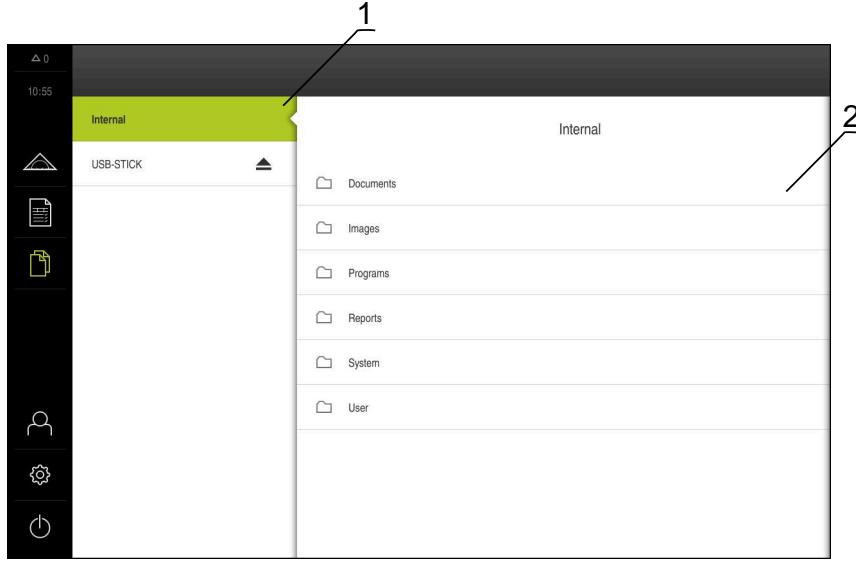 1
△ 0
10:55
Internal
USB-STICK
Internal
2
Documents
Images
Programs
Reports
System
User